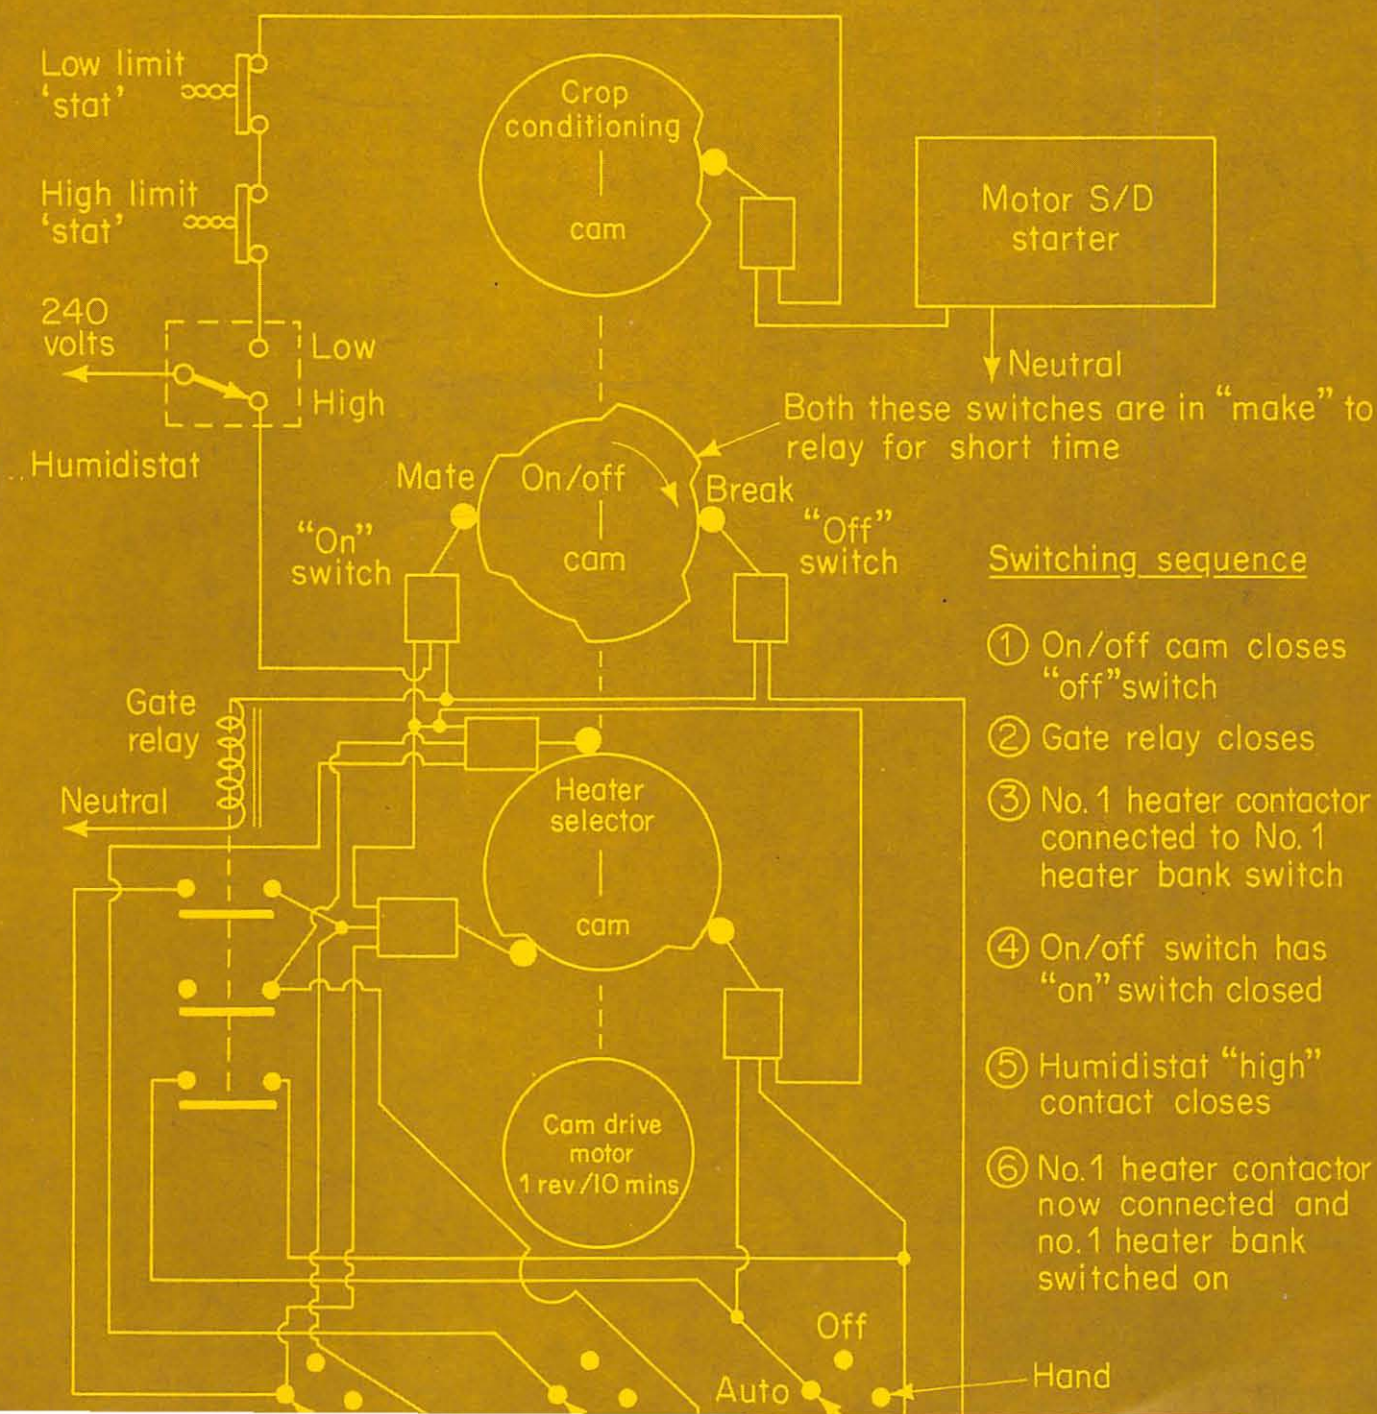 Low limit
'stat'
High limit
'stat'
240
volts
Low
High
Humidistat
Crop
conditioning
cam
Motor S/D
starter
Neutral
Both these switches are in "make" to
relay for short time
Mate
On/off
cam
Break
"On"
switch
"Off"
switch
Gate
relay
Neutral
Heater
selector
cam
Cam drive
motor
1 rev./10 mins
Switching sequence
1 On/off cam closes
"off" switch
2 Gate relay closes
3 No.1 heater contactor
connected to No.1
heater bank switch
4 On/off switch has
"on" switch closed
5 Humidistat "high"
contact closes
6 No.1 heater contactor
now connected and
no.1 heater bank
switched on
Off
Auto
Hand